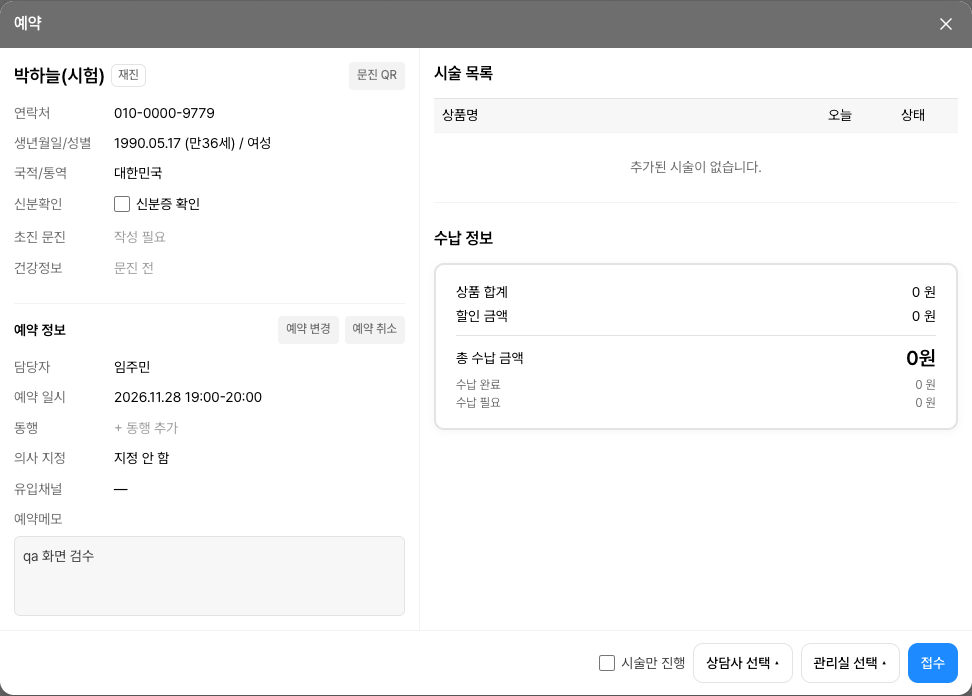 예약
박하늘(시험) 재진 문진 QR
연락처 010-0000-9779
생년월일/성별 1990.05.17 (만36세) / 여성
국적/통역 대한민국
신분확인 신분증 확인
초진 문진 작성 필요
건강정보 문진 전
예약 정보 예약 변경 예약 취소
담당자 임주민
예약 일시 2026.11.28 19:00-20:00
동행 + 동행 추가
의사 지정 지정 안 함
유입채널 —
예약메모
qa 화면 검수
시술 목록
상품명 오늘 상태
추가된 시술이 없습니다.
수납 정보
상품 합계 0 원
할인 금액 0 원
총 수납 금액 0원
수납 완료 0 원
수납 필요 0 원
시술만 진행 상담사 선택 관리실 선택 접수